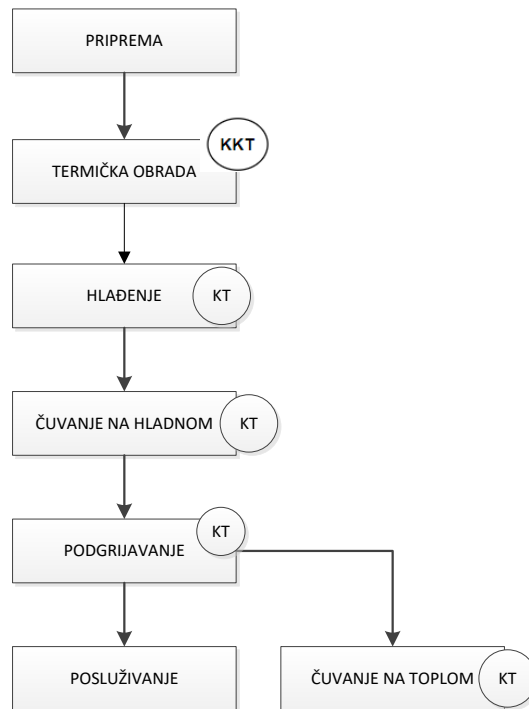 PRIPREMA
KKT
TERMIČKA OBRADA
HLAĐENJE
KT
ČUVANJE NA HLADNOM
KT
KT
PODGRIJAVANJE
POSLUŽIVANJE
ČUVANJE NA TOPLOM
KT